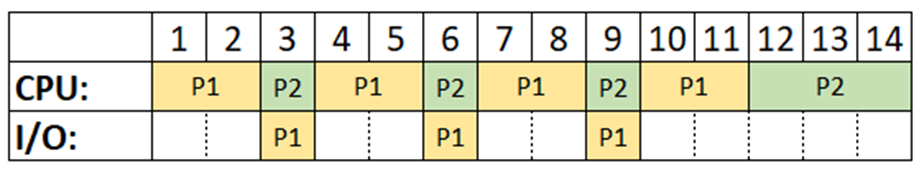 1 2 3 4 5 6 7 8 9 10 11 12 13 14
CPU: P1 P2 P1 P2 P1 P2 P1 P2
I/O: P1 P1 P1